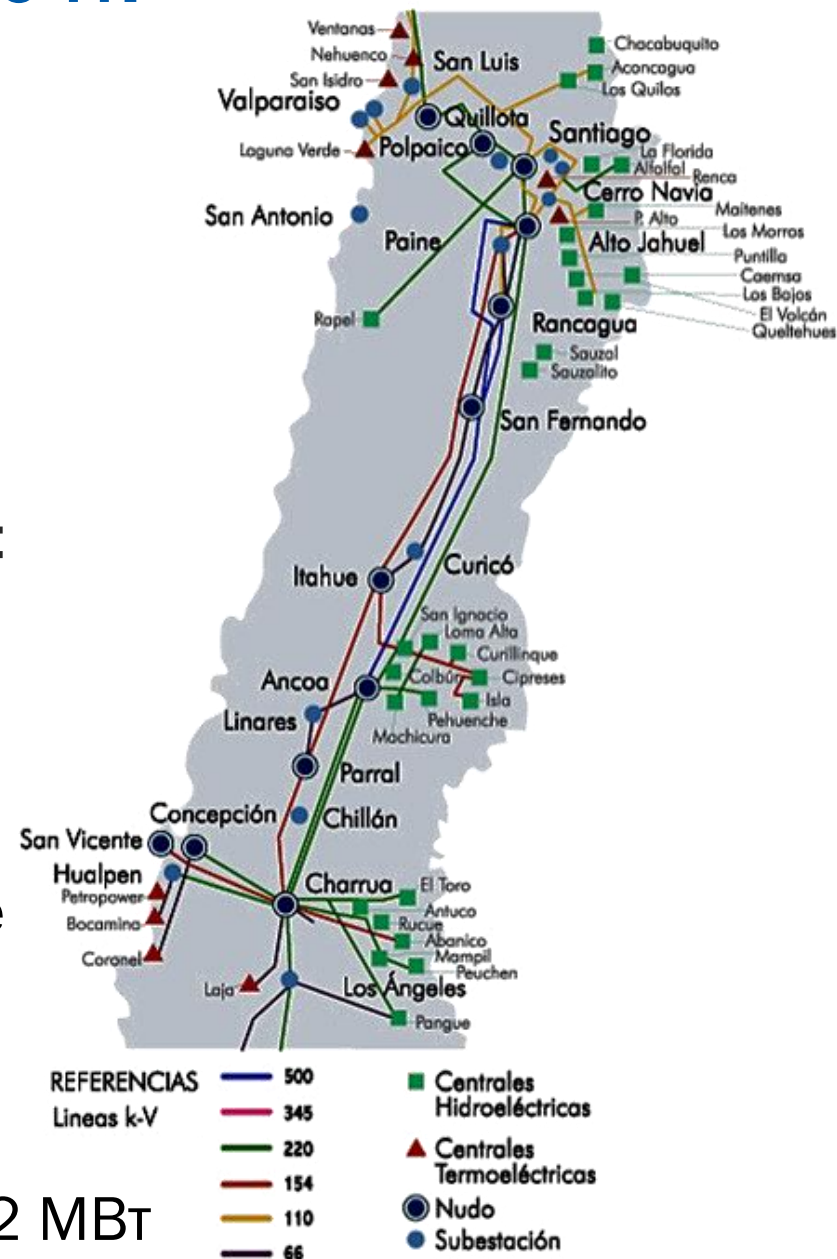 Ventanas
Chacabuquito
Nehuenco
San Luis
Aconcagua
San Isidro
Los Quilos
Valparaiso
Quillota
Santiago
Laguna Verde
Polpaico
La Florida
Alfalfal
Renca
Cerro Navia
San Antonio
Maitenes
P. Alto
Los Morros
Paine
Alto Jahuel
Puntilla
Caemsa
Los Bajos
El Volcán
Rapel
Rancagua
Queltehues
Sauzal
Sauzalito
San Fernando
Itahue
Curicó
San Ignacio
Loma Alta
Curillinque
Ancoa
Colbún
Cipreses
Isla
Linares
Pehuenche
Machicura
Parral
Concepción
Chillón
San Vicente
Hualpen
Charrua
El Toro
Petropower
Antuco
Bocamina
Rucue
Abanico
Coronel
Mampil
Peuchen
Laja
Los Ángeles
Pangue
REFERENCIAS
Lineas k-V
500
345
220
154
110
66
Centrales
Hidroeléctricas
Centrales
Termoeléctricas
Nudo
Subestación
2 МВт